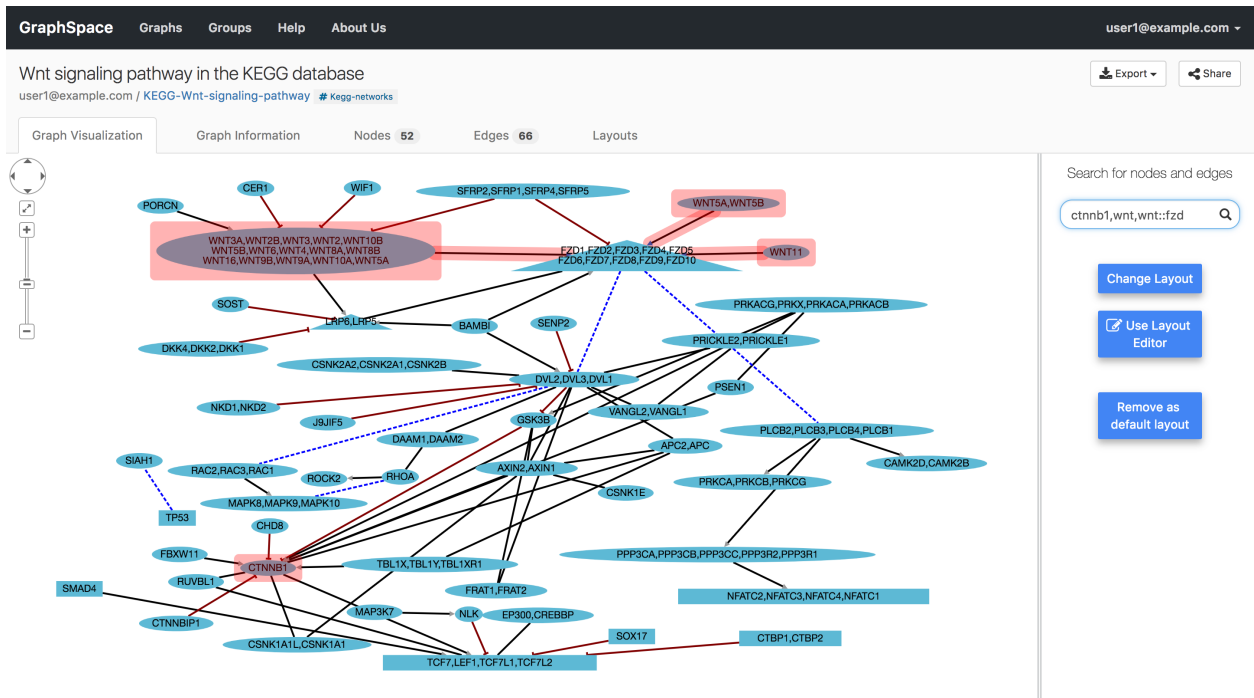 GraphSpace Graphs Groups Help About Us user1@example.com
Wnt signaling pathway in the KEGG database
Export Share
user1@example.com / KEGG-Wnt-signaling-pathway # Kegg-networks
Graph Visualization Graph Information Nodes 52 Edges 66 Layouts
Search for nodes and edges
ctnnb1,wnt,wnt::fzd
Change Layout
Use Layout
Editor
Remove as
default layout
CER1
WIF1
SFRP2,SFRP1,SFRP4,SFRP5
PORCN
WNT5A,WNT5B
WNT3A,WNT2B,WNT3,WNT2,WNT10B
WNT5B,WNT6,WNT4,WNT8A,WNT8B
WNT16,WNT9B,WNT9A,WNT10A,WNT5A
FZD1,FZD2,FZD3,FZD4,FZD5
FZD6,FZD7,FZD8,FZD9,FZD10
WNT11
SOST
PRKACG,PRKX,PRKACA,PRKACB
LRP6,LRP5
BAMBI
SENP2
DKK4,DKK2,DKK1
PRICKLE2,PRICKLE1
CSNK2A2,CSNK2A1,CSNK2B
DVL2,DVL3,DVL1
PSEN1
NKD1,NKD2
J9JIF5
GSK3B
VANGL2,VANGL1
PLCB2,PLCB3,PLCB4,PLCB1
DAAM1,DAAM2
APC2,APC
SIAH1
RAC2,RAC3,RAC1
ROCK2
RHOA
AXIN2,AXIN1
CAMK2D,CAMK2B
PRKCA,PRKCB,PRKCG
MAPK8,MAPK9,MAPK10
CSNK1E
TP53
CHD8
FBXW11
CTNNB1
TBL1X,TBL1Y,TBL1XR1
PPP3CA,PPP3CB,PPP3CC,PPP3R2,PPP3R1
RUVBL1
SMAD4
FRAT1,FRAT2
NFATC2,NFATC3,NFATC4,NFATC1
MAP3K7
NLK
EP300,CREBBP
CTNNBIP1
CSNK1A1L,CSNK1A1
SOX17
CTBP1,CTBP2
TCF7,LEF1,TCF7L1,TCF7L2